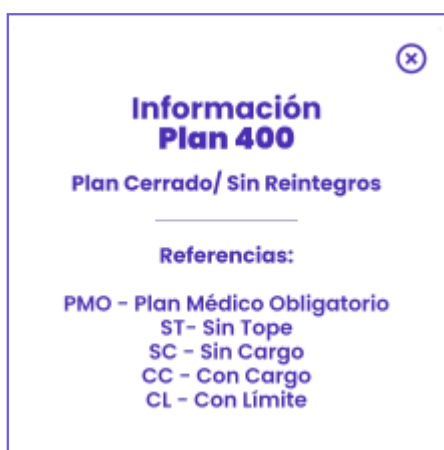 Información
Plan 400
Plan Cerrado/ Sin Reintegros
Referencias:
PMO - Plan Médico Obligatorio
ST- Sin Tope
SC - Sin Cargo
CC - Con Cargo
CL - Con Límite